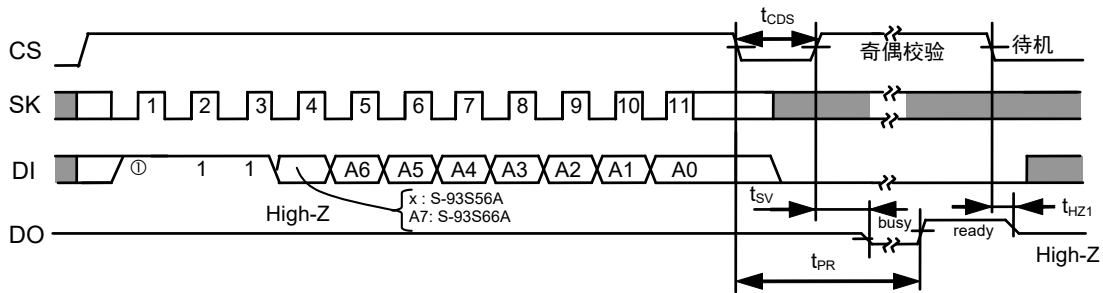 CS
tCDS
奇偶校验
待机
SK
1 2 3 4 5 6 7 8 9 10 11
DI
① 1 1 A6 A5 A4 A3 A2 A1 A0
x : S-93S56A
A7: S-93S66A
High-Z
tSV
busy
ready
tHZ1
DO
High-Z
tPR